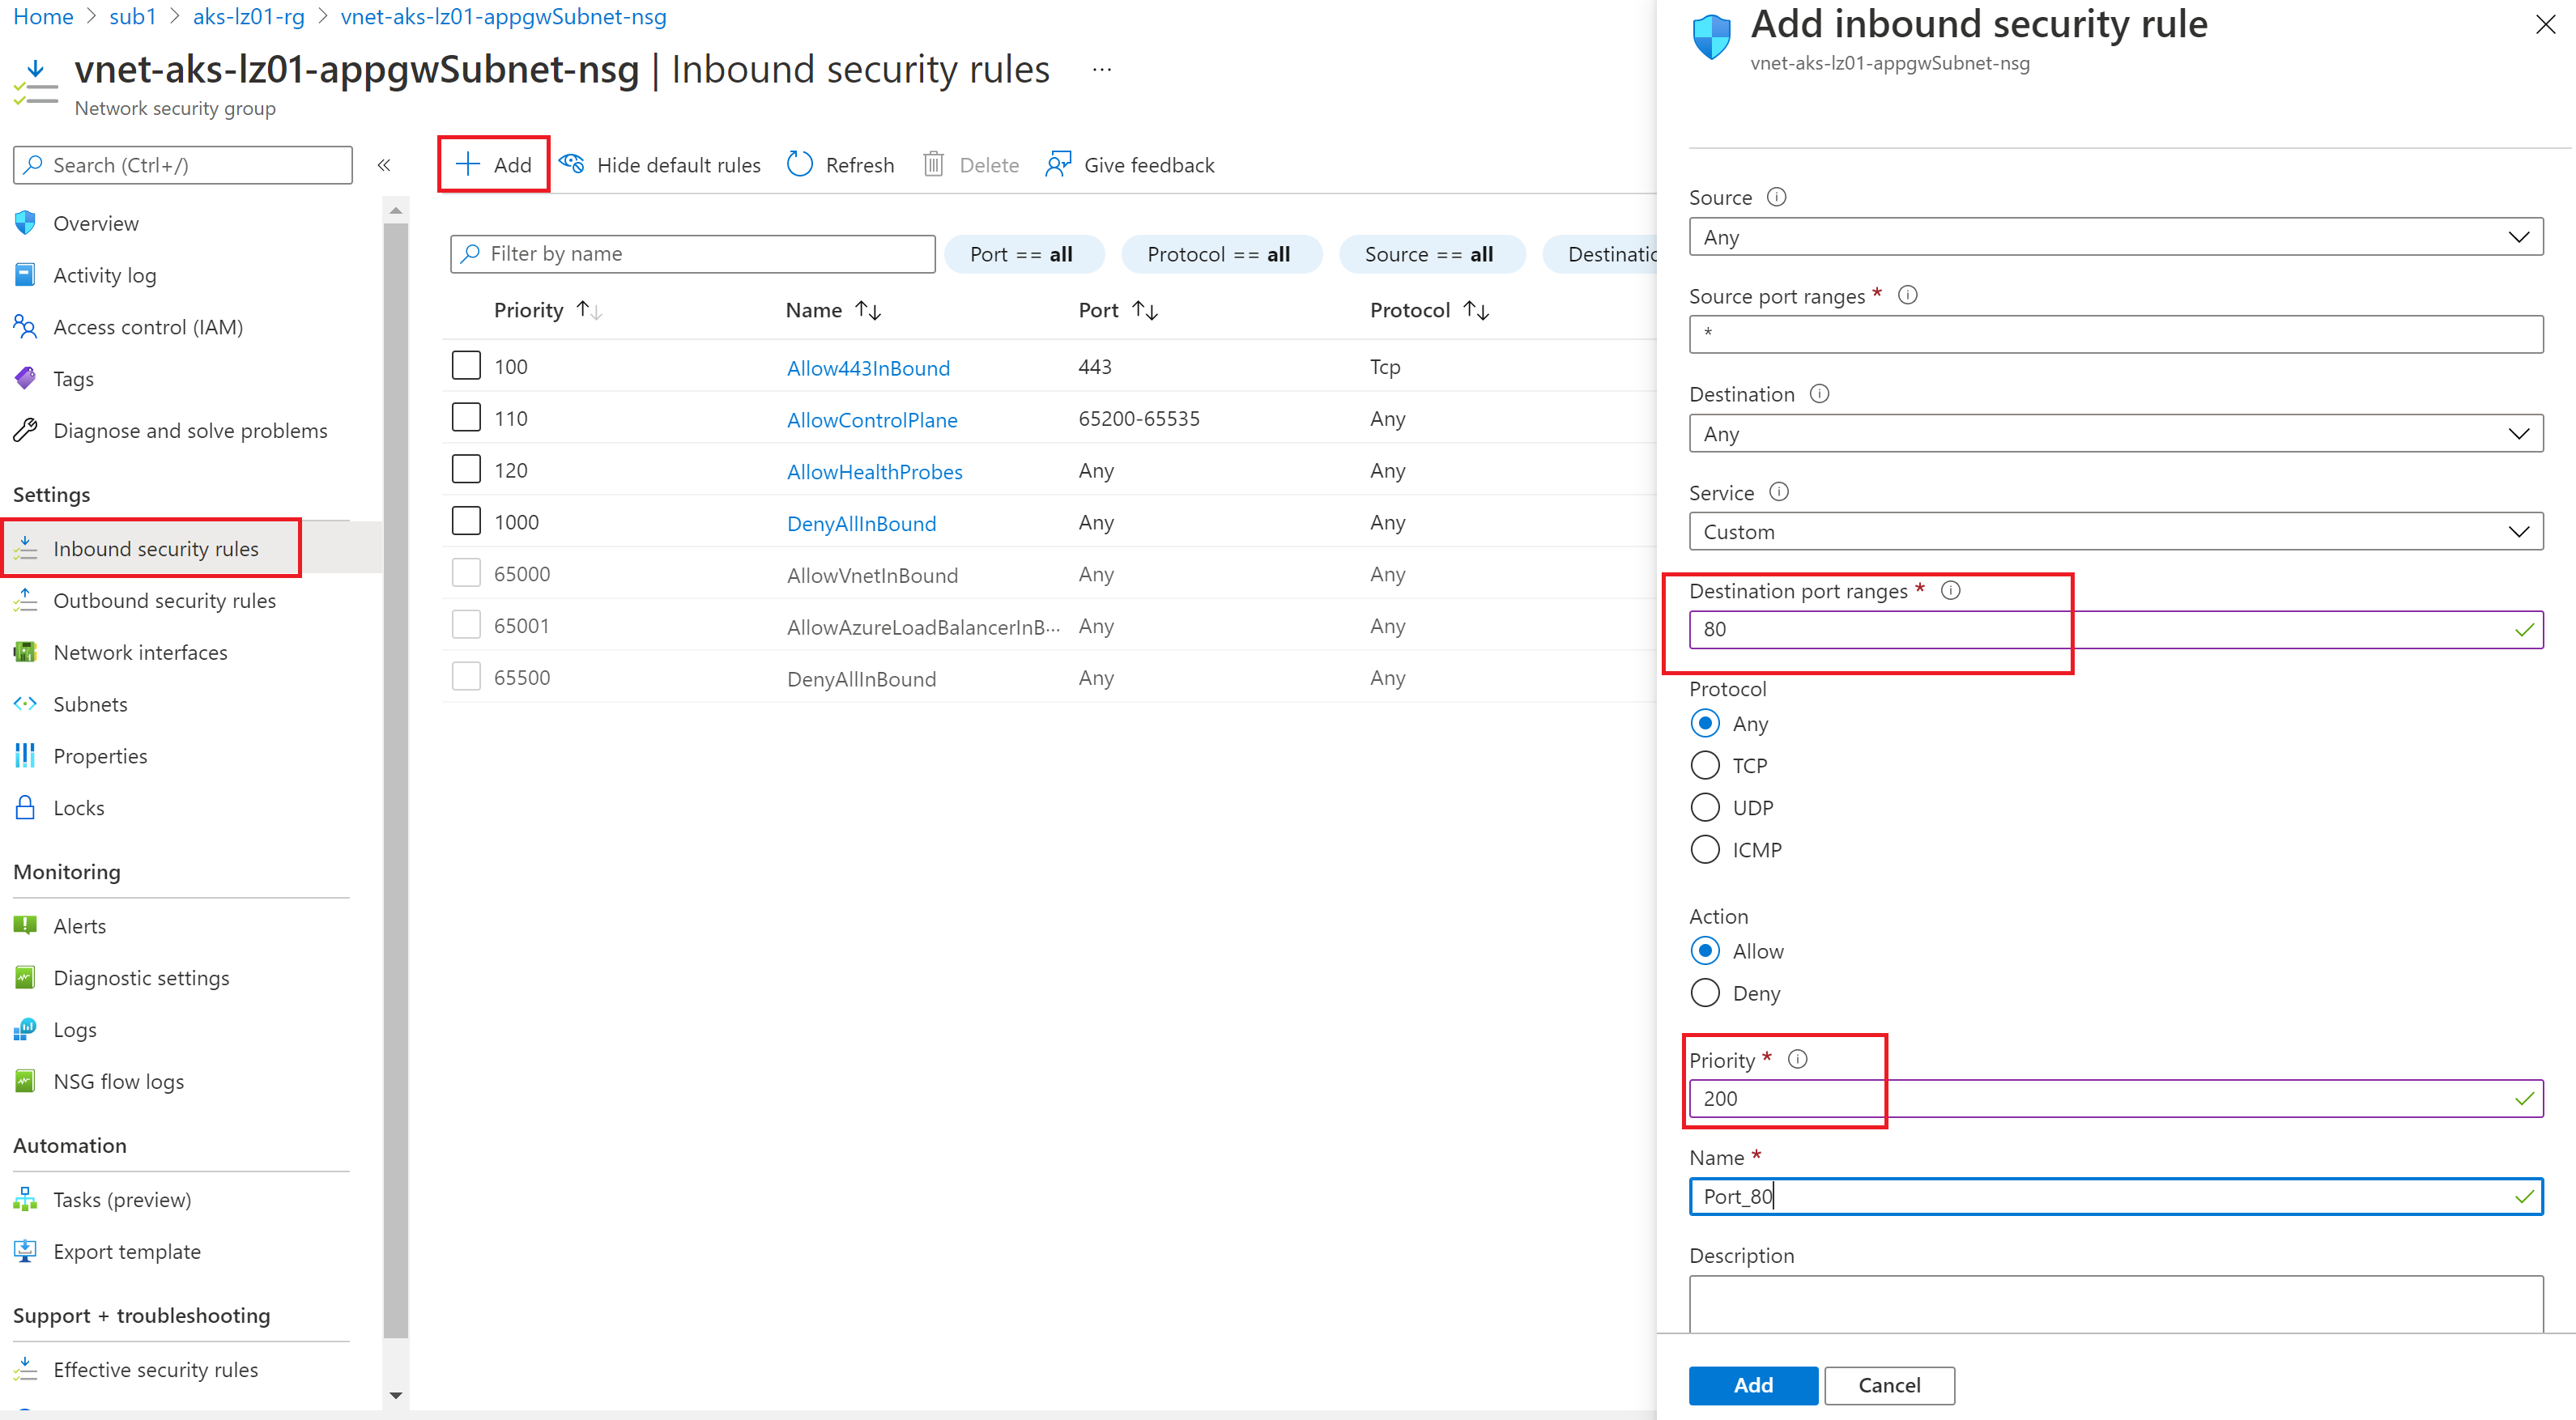 Home > sub1 > aks-lz01-rg > vnet-aks-lz01-appgwSubnet-nsg
vnet-aks-lz01-appgwSubnet-nsg | Inbound security rules ...
Network security group
Search (Ctrl+/) «
Overview
Activity log
Access control (IAM)
Tags
Diagnose and solve problems
Settings
Inbound security rules
Outbound security rules
Network interfaces
Subnets
Properties
Locks
Monitoring
Alerts
Diagnostic settings
Logs
NSG flow logs
Automation
Tasks (preview)
Export template
Support + troubleshooting
Effective security rules
Add Hide default rules Refresh Delete Give feedback
Filter by name Port == all Protocol == all Source == all
Priority Name Port Protocol
100 Allow443InBound 443 Tcp
110 AllowControlPlane 65200-65535 Any
120 AllowHealthProbes Any Any
1000 DenyAllInBound Any Any
65000 AllowVnetInBound Any Any
65001 AllowAzureLoadBalancerInB... Any Any
65500 DenyAllInBound Any Any
Add inbound security rule
vnet-aks-lz01-appgwSubnet-nsg
Source
Any
Source port ranges *
*
Destination
Any
Service
Custom
Destination port ranges *
80
Protocol
Any
TCP
UDP
ICMP
Action
Allow
Deny
Priority *
200
Name *
Port_80
Description
Add Cancel